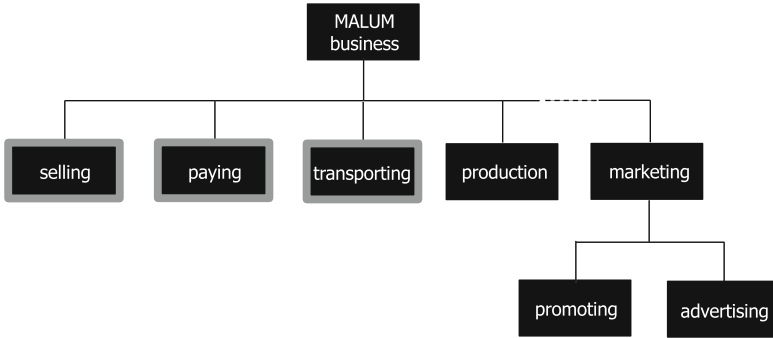 MALUM
business
selling
paying
transporting
production
marketing
promoting
advertising